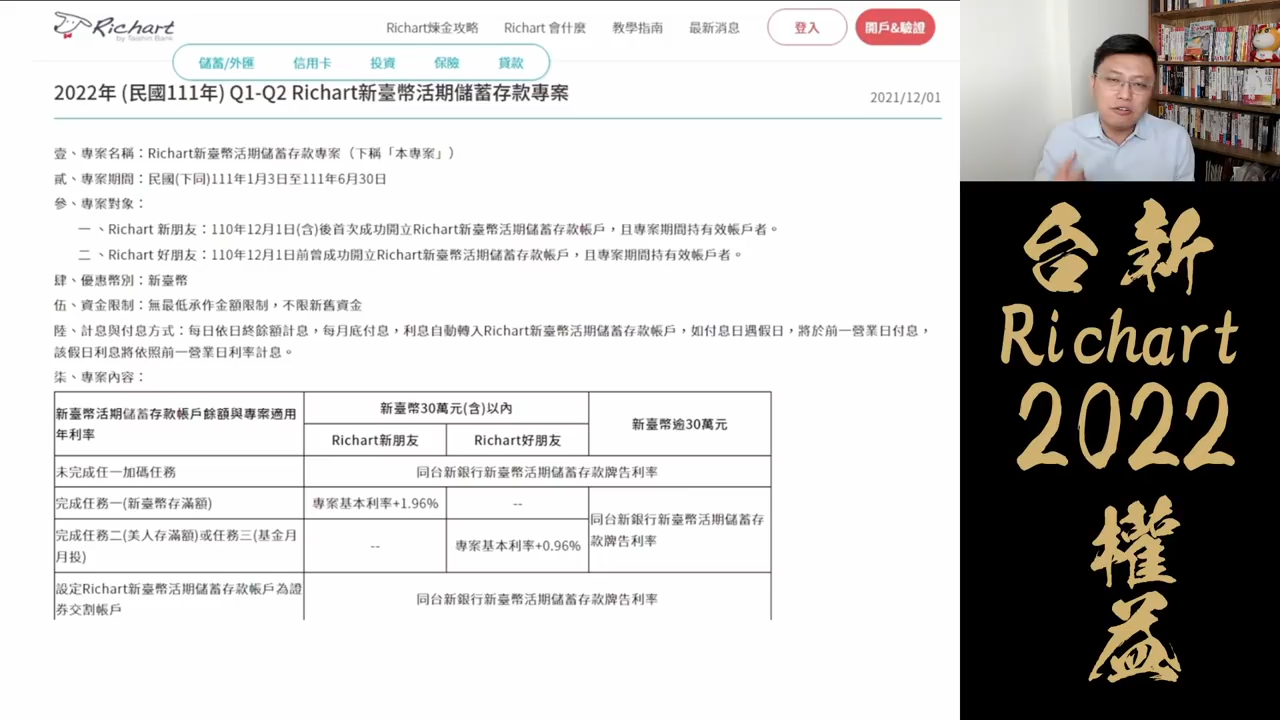 Richart
by Taishin Bank
Richart煉金攻略 Richart 會什麼 教學指南 最新消息 登入 開戶&驗證
儲蓄/外匯 信用卡 投資 保險 貸款
2022年 (民國111年) Q1-Q2 Richart新臺幣活期儲蓄存款專案
2021/12/01
壹、專案名稱：Richart新臺幣活期儲蓄存款專案（下稱「本專案」）
貳、專案期間：民國(下同)111年1月3日至111年6月30日
參、專案對象：
一 、Richart 新朋友：110年12月1日(含)後首次成功開立Richart新臺幣活期儲蓄存款帳戶，且專案期間持有效帳戶者。
二 、Richart 好朋友：110年12月1日前曾成功開立Richart新臺幣活期儲蓄存款帳戶，且專案期間持有效帳戶者。
肆、優惠幣別：新臺幣
伍、資金限制：無最低承作金額限制，不限新舊資金
陸、計息與付息方式：每日依日終餘額計息，每月底付息，利息自動轉入Richart新臺幣活期儲蓄存款帳戶，如付息日遇假日，將於前一營業日付息，
該假日利息將依照前一營業日利率計息。
柒、專案內容：
新臺幣活期儲蓄存款帳戶餘額與專案適用
年利率
新臺幣30萬元(含)以內
新臺幣逾30萬元
Richart新朋友 Richart好朋友
未完成任一加碼任務 同台新銀行新臺幣活期儲蓄存款牌告利率
完成任務一(新臺幣存滿額) 專案基本利率+1.96% --
同台新銀行新臺幣活期儲蓄存
款牌告利率
完成任務二(美人存滿額)或任務三(基金月
月投)
-- 專案基本利率+0.96%
設定Richart新臺幣活期儲蓄存款帳戶為證
券交割帳戶
同台新銀行新臺幣活期儲蓄存款牌告利率
台新
Richart
2022
權
益